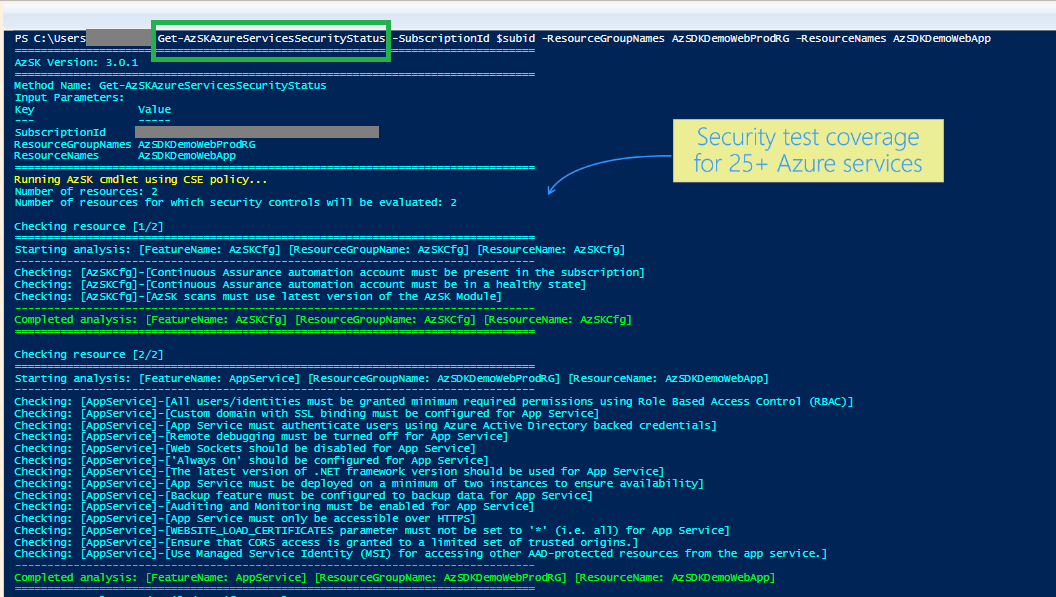 PS C:\Users Get-AzSKAzureServicesSecurityStatus -SubscriptionId $subid -ResourceGroupNames AzSDKDemoWebProdRG -ResourceNames AzSDKDemoWebApp
================================================================================
AzSK Version: 3.0.1
================================================================================
Method Name: Get-AzSKAzureServicesSecurityStatus
Input Parameters:
Key Value
--- -----
SubscriptionId
ResourceGroupNames AzSDKDemoWebProdRG
ResourceNames AzSDKDemoWebApp
================================================================================
Running AzSK cmdlet using CSE policy...
Number of resources: 2
Number of resources for which security controls will be evaluated: 2
Security test coverage
for 25+ Azure services
Checking resource [1/2]
================================================================================
Starting analysis: [FeatureName: AzSKCfg] [ResourceGroupName: AzSKCfg] [ResourceName: AzSKCfg]
--------------------------------------------------------------------------------
Checking: [AzSKCfg]-[Continuous Assurance automation account must be present in the subscription]
Checking: [AzSKCfg]-[Continuous Assurance automation account must be in a healthy state]
Checking: [AzSKCfg]-[AzSK scans must use latest version of the AzSK Module]
--------------------------------------------------------------------------------
Completed analysis: [FeatureName: AzSKCfg] [ResourceGroupName: AzSKCfg] [ResourceName: AzSKCfg]
================================================================================
Checking resource [2/2]
================================================================================
Starting analysis: [FeatureName: AppService] [ResourceGroupName: AzSDKDemoWebProdRG] [ResourceName: AzSDKDemoWebApp]
--------------------------------------------------------------------------------
Checking: [AppService]-[All users/identities must be granted minimum required permissions using Role Based Access Control (RBAC)]
Checking: [AppService]-[Custom domain with SSL binding must be configured for App Service]
Checking: [AppService]-[App Service must authenticate users using Azure Active Directory backed credentials]
Checking: [AppService]-[Remote debugging must be turned off for App Service]
Checking: [AppService]-[Web Sockets should be disabled for App Service]
Checking: [AppService]-['Always On' should be configured for App Service]
Checking: [AppService]-[The latest version of .NET framework version should be used for App Service]
Checking: [AppService]-[App Service must be deployed on a minimum of two instances to ensure availability]
Checking: [AppService]-[Backup feature must be configured to backup data for App Service]
Checking: [AppService]-[Auditing and Monitoring must be enabled for App Service]
Checking: [AppService]-[App Service must only be accessible over HTTPS]
Checking: [AppService]-[WEBSITE_LOAD_CERTIFICATES parameter must not be set to '*' (i.e. all) for App Service]
Checking: [AppService]-[Ensure that CORS access is granted to a limited set of trusted origins.]
Checking: [AppService]-[Use Managed Service Identity (MSI) for accessing other AAD-protected resources from the app service.]
--------------------------------------------------------------------------------
Completed analysis: [FeatureName: AppService] [ResourceGroupName: AzSDKDemoWebProdRG] [ResourceName: AzSDKDemoWebApp]
================================================================================